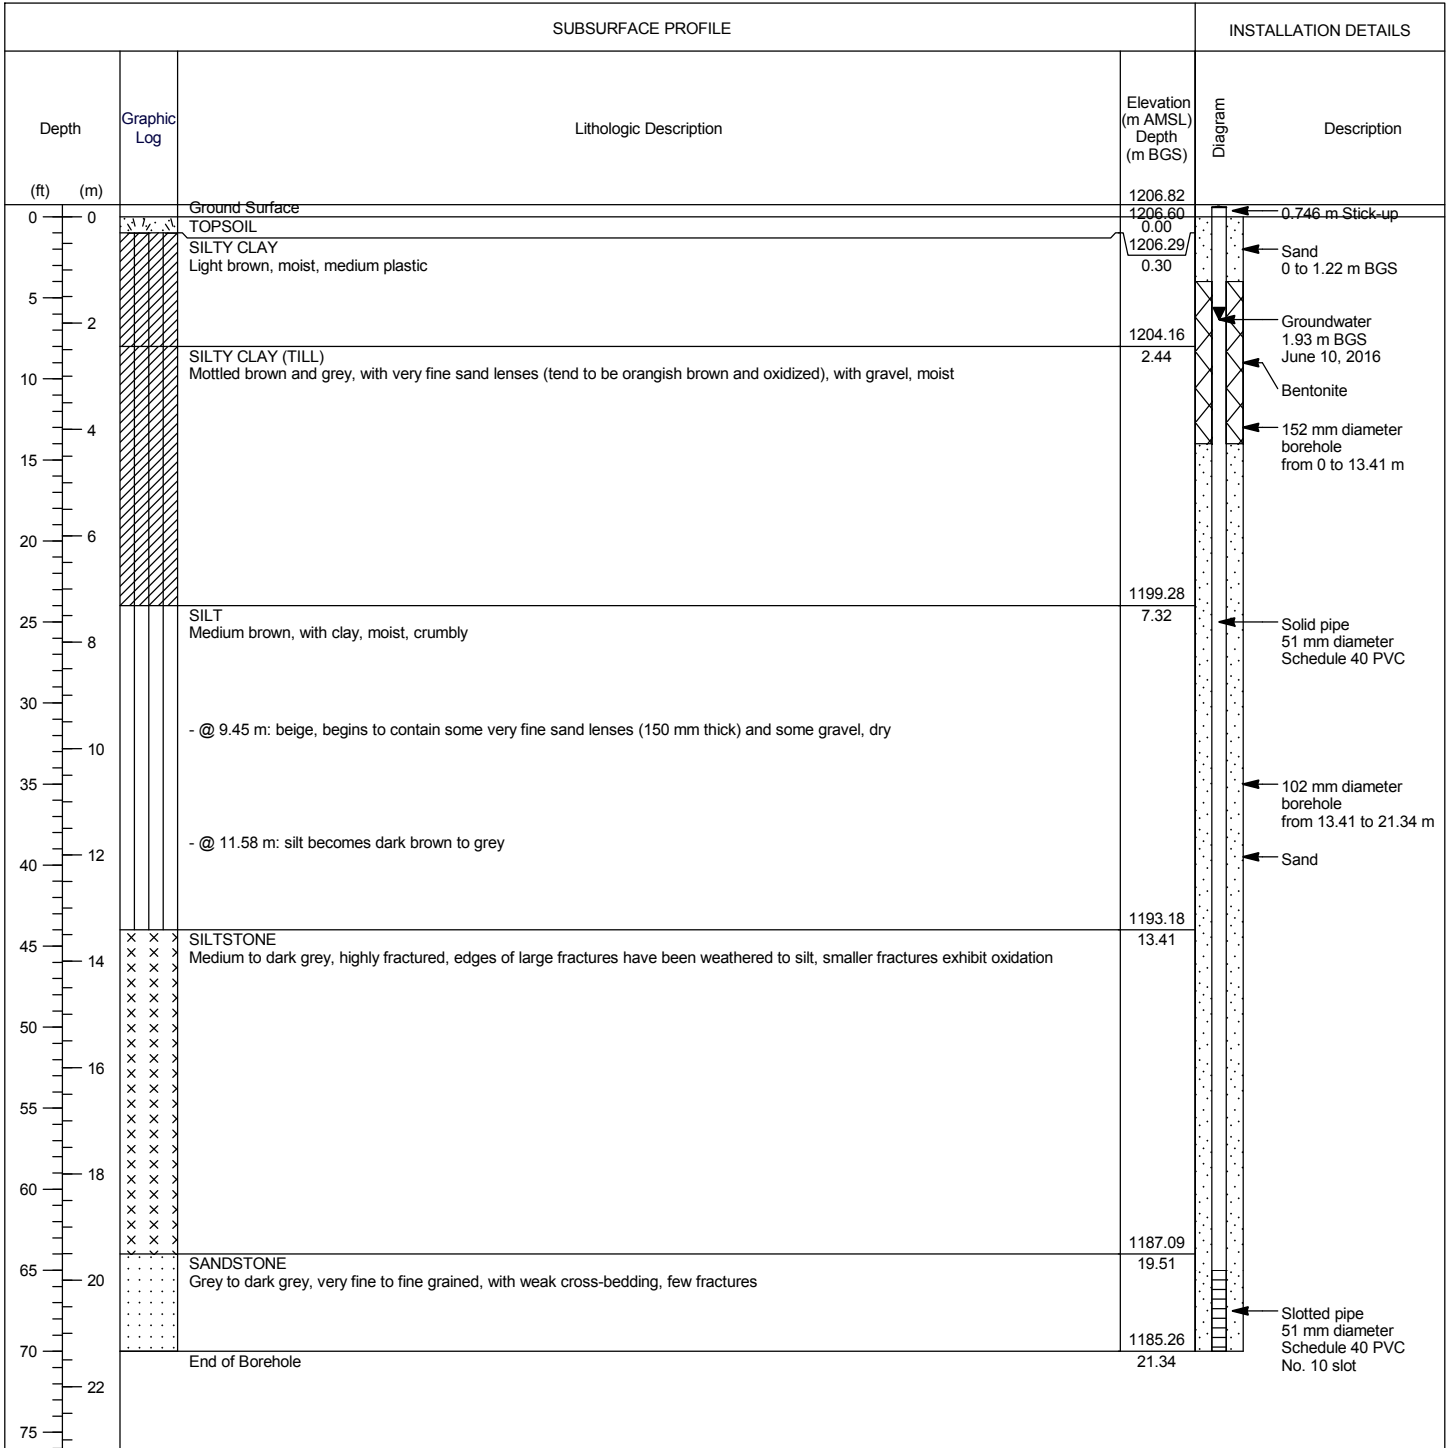 SUBSURFACE PROFILE
INSTALLATION DETAILS
Depth
Graphic
Log
Lithologic Description
Elevation
(m AMSL)
Depth
(m BGS)
Diagram
Description
(ft)
(m)
1206.82
Ground Surface
1206.60
0.746 m Stick-up
0
0
TOPSOIL
0.00
SILTY CLAY
1206.29
Light brown, moist, medium plastic
0.30
Sand
0 to 1.22 m BGS
5
2
Groundwater
1.93 m BGS
June 10, 2016
1204.16
SILTY CLAY (TILL)
2.44
Mottled brown and grey, with very fine sand lenses (tend to be orangish brown and oxidized), with gravel, moist
10
Bentonite
4
152 mm diameter
borehole
from 0 to 13.41 m
15
6
20
1199.28
SILT
7.32
Medium brown, with clay, moist, crumbly
25
8
Solid pipe
51 mm diameter
Schedule 40 PVC
30
- @ 9.45 m: beige, begins to contain some very fine sand lenses (150 mm thick) and some gravel, dry
10
35
102 mm diameter
borehole
from 13.41 to 21.34 m
- @ 11.58 m: silt becomes dark brown to grey
12
40
Sand
1193.18
SILTSTONE
13.41
Medium to dark grey, highly fractured, edges of large fractures have been weathered to silt, smaller fractures exhibit oxidation
45
14
50
16
55
18
60
1187.09
SANDSTONE
19.51
Grey to dark grey, very fine to fine grained, with weak cross-bedding, few fractures
65
20
Slotted pipe
51 mm diameter
Schedule 40 PVC
No. 10 slot
1185.26
70
End of Borehole
21.34
22
75